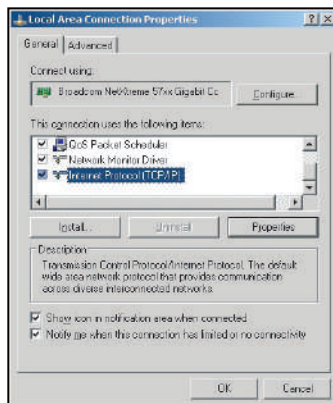 Local Area Connection Properties
General Advanced
Connect using:
Broadcom NetXtreme 57xx Gigabit Cc
Configure...
This connection uses the following items:
QoS Packet Scheduler
Network Monitor Driver
Internet Protocol (TCP/IP)
Install... Uninstall Properties
Description
Transmission Control Protocol/Internet Protocol. The default
wide area network protocol that provides communication
across diverse interconnected networks.
Show icon in notification area when connected
Notify me when this connection has limited or no connectivity
OK Cancel